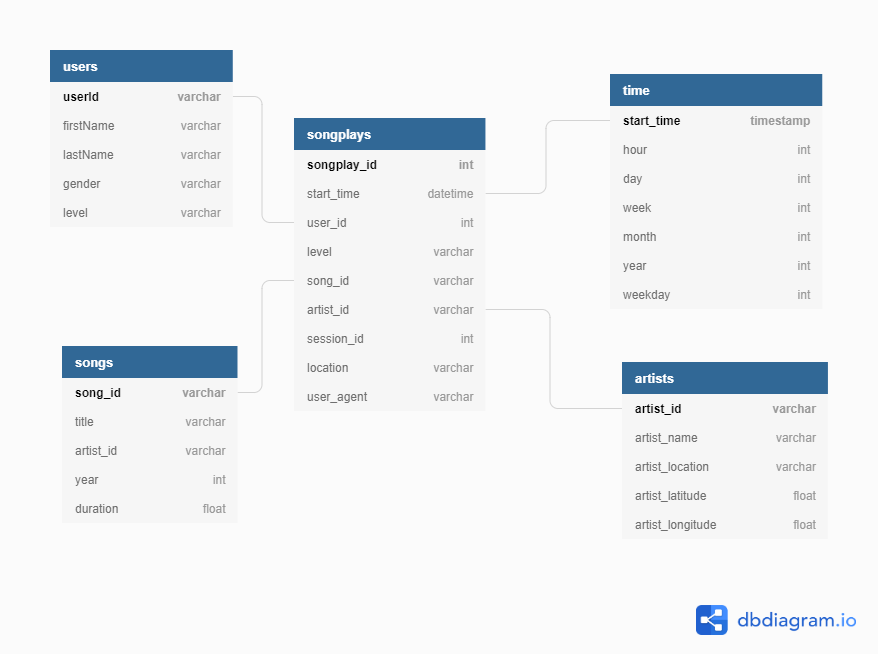 users
userId varchar
firstName varchar
lastName varchar
gender varchar
level varchar
songplays
songplay_id int
start_time datetime
user_id int
level varchar
song_id varchar
artist_id varchar
session_id int
location varchar
user_agent varchar
time
start_time timestamp
hour int
day int
week int
month int
year int
weekday int
songs
song_id varchar
title varchar
artist_id varchar
year int
duration float
artists
artist_id varchar
artist_name varchar
artist_location varchar
artist_latitude float
artist_longitude float
dbdiagram.io